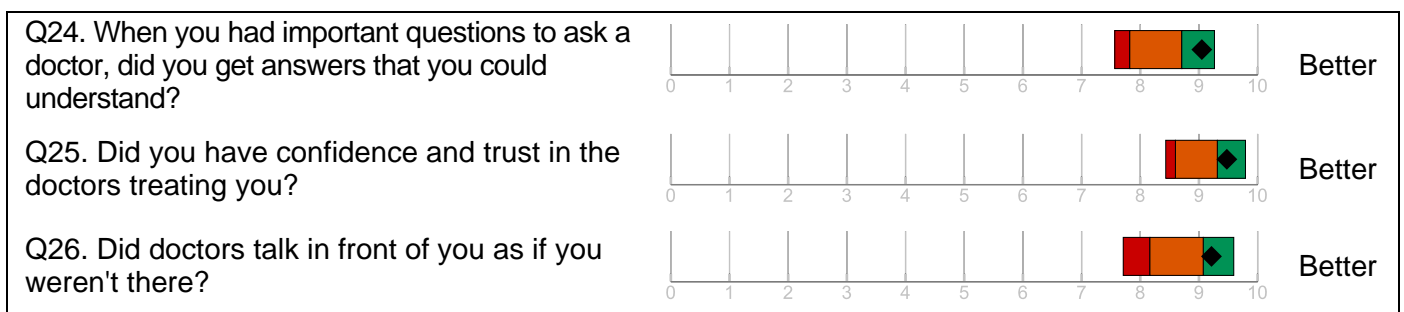 Q24. When you had important questions to ask a
doctor, did you get answers that you could
understand?
Better
0 1 2 3 4 5 6 7 8 9 10
Q25. Did you have confidence and trust in the
doctors treating you?
Better
0 1 2 3 4 5 6 7 8 9 10
Q26. Did doctors talk in front of you as if you
weren't there?
Better
0 1 2 3 4 5 6 7 8 9 10